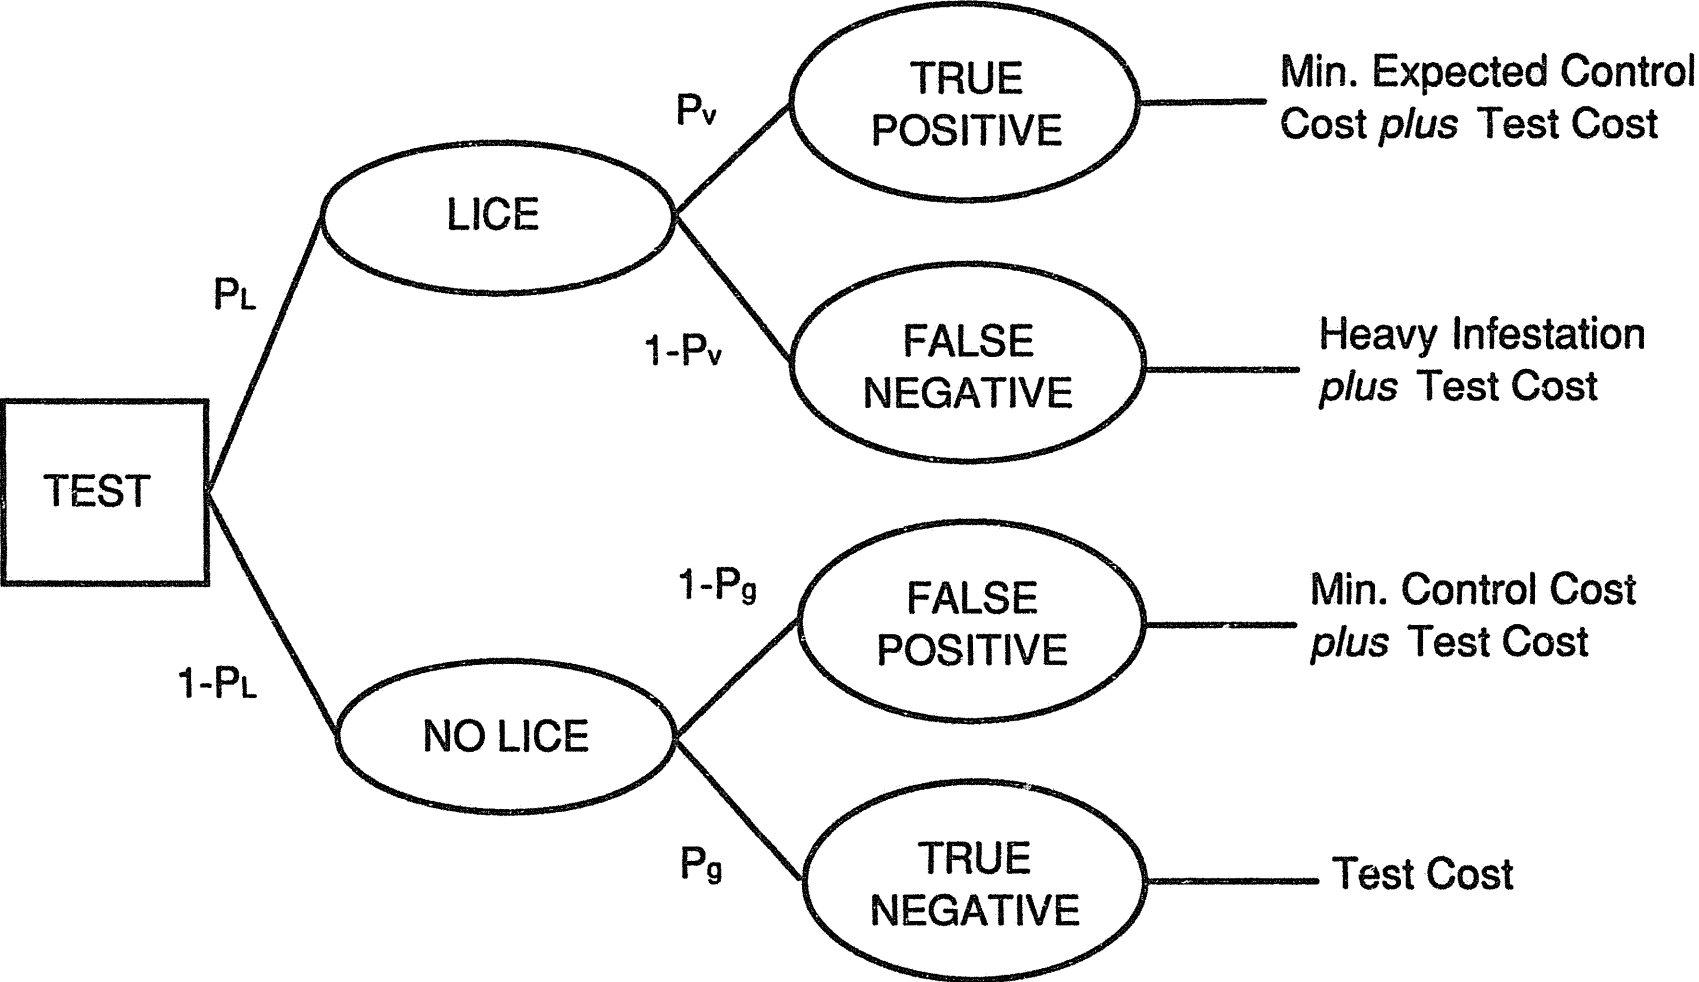 TRUE
POSITIVE
Min. Expected Control
Cost plus Test Cost
Pv
LICE
PL
1-Pv
FALSE
NEGATIVE
Heavy Infestation
plus Test Cost
TEST
1-Pg
FALSE
POSITIVE
Min. Control Cost
plus Test Cost
1-PL
NO LICE
Pg
TRUE
NEGATIVE
Test Cost